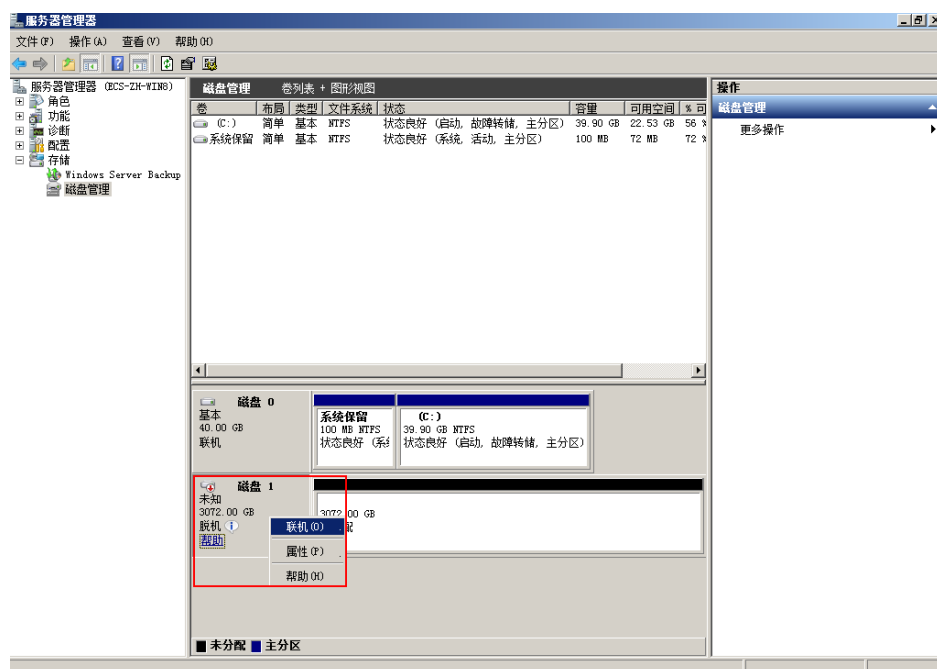 服务器管理器
文件(F) 操作(A) 查看(V) 帮助(H)
服务器管理器 (ECS-ZH-WIN8)
角色
功能
诊断
配置
存储
Windows Server Backup
磁盘管理
磁盘管理 卷列表 + 图形视图
卷 布局 类型 文件系统 状态 容量 可用空间 % 可
(C:) 简单 基本 NTFS 状态良好 (启动, 故障转储, 主分区) 39.90 GB 22.53 GB 56 %
系统保留 简单 基本 NTFS 状态良好 (系统, 活动, 主分区) 100 MB 72 MB 72 %
磁盘 0
基本
40.00 GB
联机
系统保留
100 MB NTFS
状态良好 (系
(C:)
39.90 GB NTFS
状态良好 (启动, 故障转储, 主分区)
磁盘 1
未知
3072.00 GB
脱机
帮助
3072.00 GB
配
联机(O)
属性(P)
帮助(H)
未分配 主分区
操作
磁盘管理
更多操作